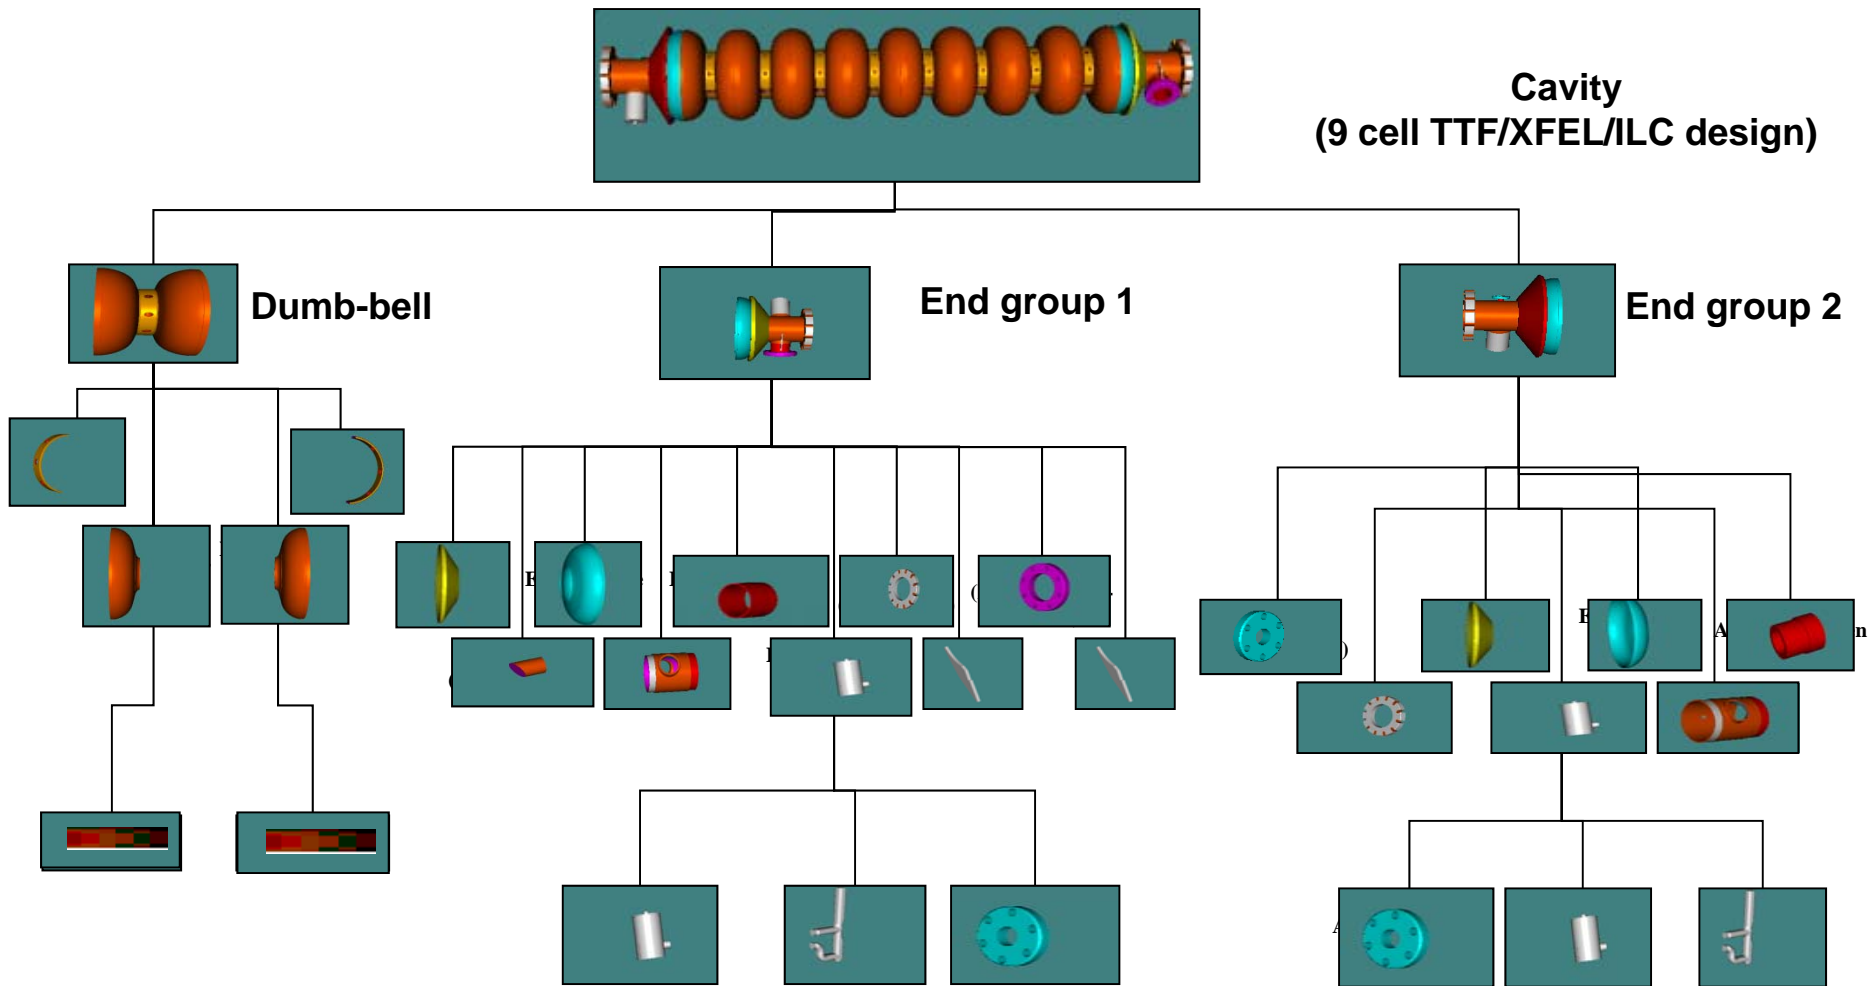 Cavity
(9 cell TTF/XFEL/ILC design)
Dumb-bell
End group 1
End group 2